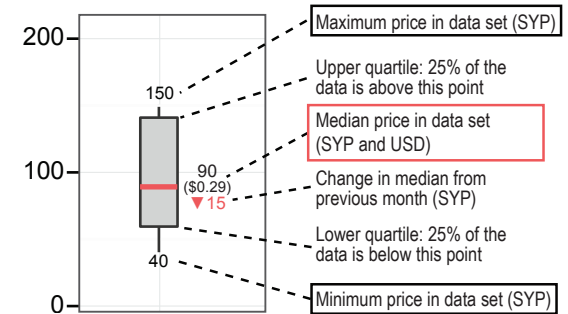 200
100
0
150
90
($0.29)
▼15
40
Maximum price in data set (SYP)
Upper quartile: 25% of the
data is above this point
Median price in data set
(SYP and USD)
Change in median from
previous month (SYP)
Lower quartile: 25% of the
data is below this point
Minimum price in data set (SYP)